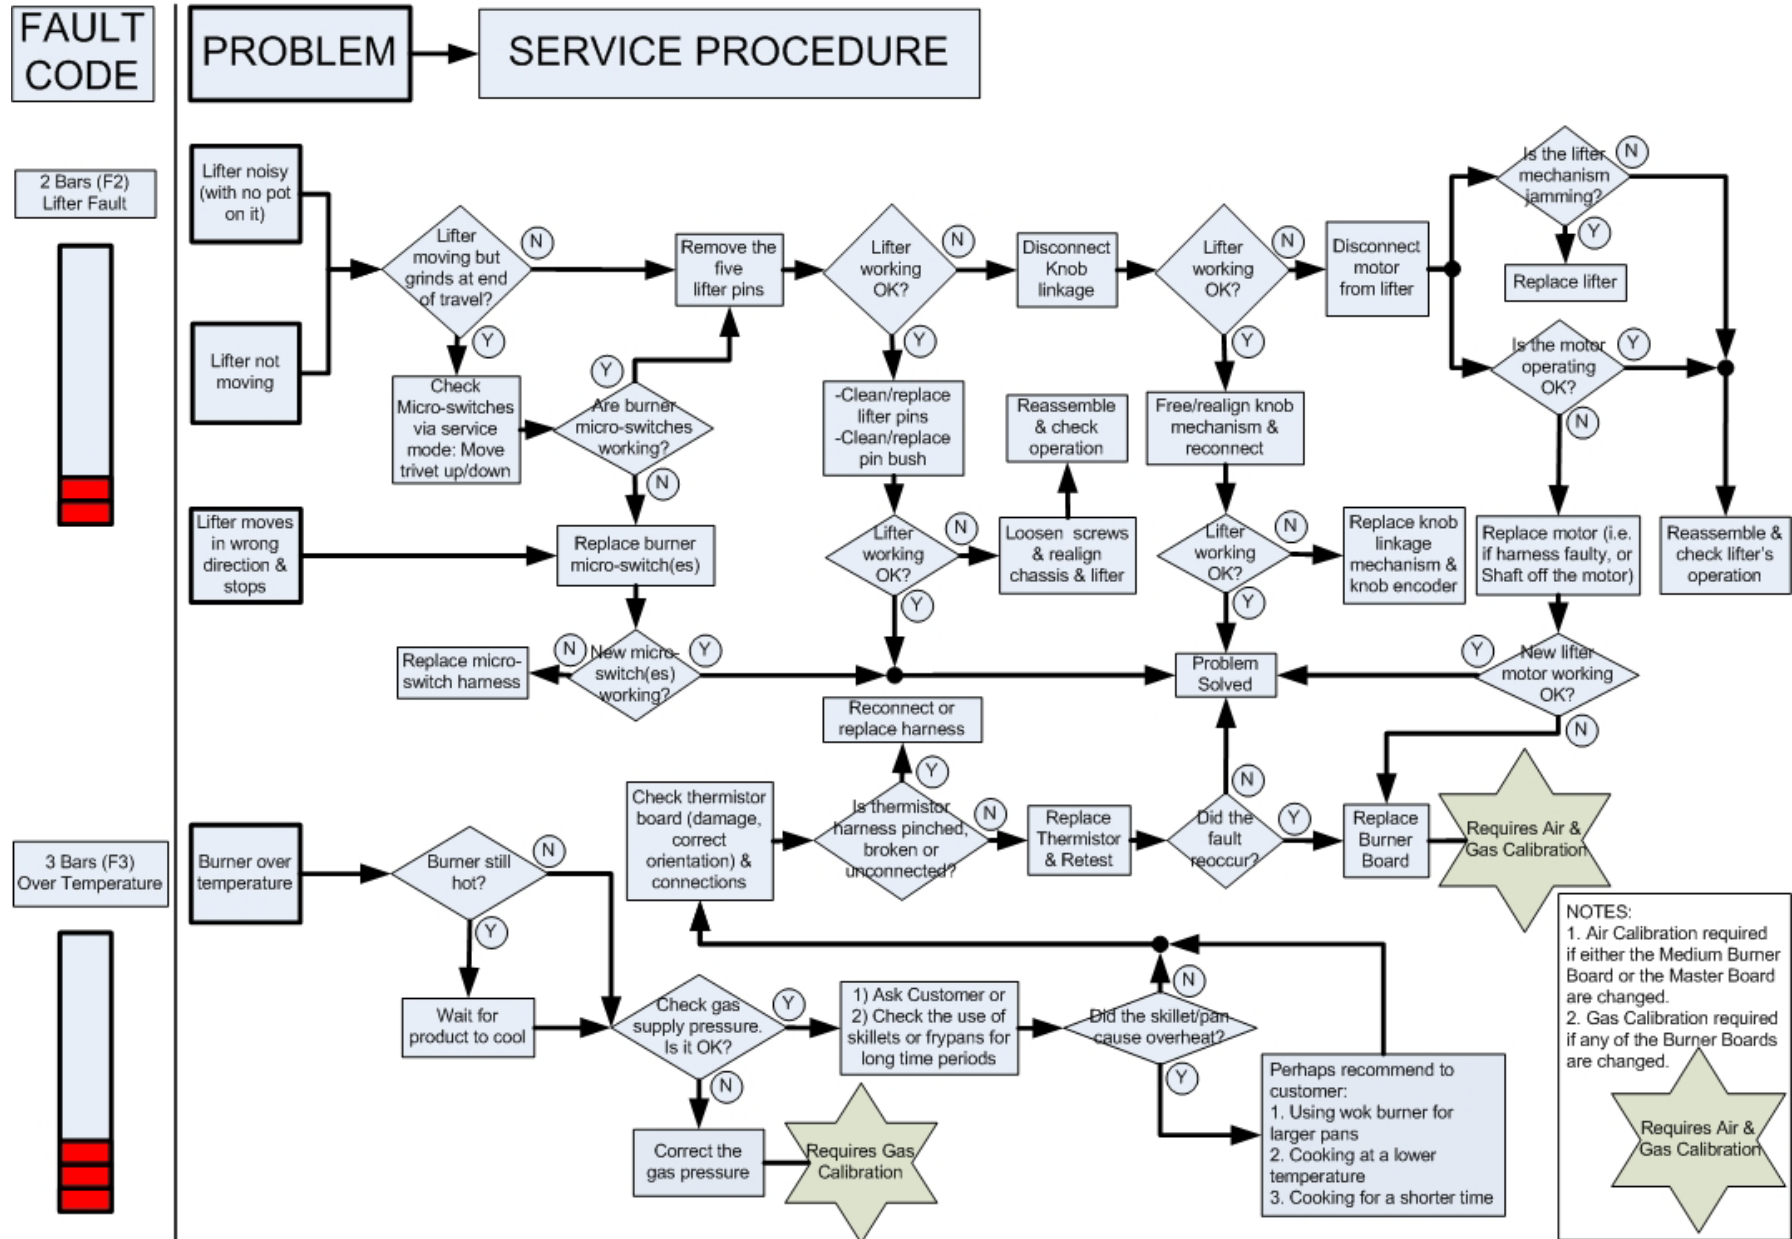 FAULT
CODE
PROBLEM
SERVICE PROCEDURE
2 Bars (F2)
Lifter Fault
Lifter noisy
(with no pot
on it)
Lifter not
moving
Lifter
moving but
grinds at end
of travel?
N
Y
Check
Micro-switches
via service
mode: Move
trivet up/down
Are burner
micro-switches
working?
Y
N
Remove the
five
lifter pins
Lifter
working
OK?
N
Y
Disconnect
Knob
linkage
Lifter
working
OK?
N
Y
Disconnect
motor
from lifter
Is the lifter
mechanism
jamming?
N
Y
Replace lifter
Is the motor
operating
OK?
Y
N
-Clean/replace
lifter pins
-Clean/replace
pin bush
Reassemble
& check
operation
Free/realign knob
mechanism &
reconnect
Lifter moves
in wrong
direction &
stops
Replace burner
micro-switch(es)
Lifter
working
OK?
N
Y
Loosen screws
& realign
chassis & lifter
Lifter
working
OK?
N
Y
Replace knob
linkage
mechanism &
knob encoder
Replace motor (i.e.
if harness faulty, or
Shaft off the motor)
Reassemble &
check lifter's
operation
Replace micro-
switch harness
N
New micro-
switch(es)
working?
Y
Problem
Solved
Y
New lifter
motor working
OK?
N
Reconnect or
replace harness
Y
3 Bars (F3)
Over Temperature
Burner over
temperature
Burner still
hot?
N
Y
Check thermistor
board (damage,
correct
orientation) &
connections
Is thermistor
harness pinched,
broken or
unconnected?
N
Replace
Thermistor
& Retest
Did the
fault
reoccur?
N
Y
Replace
Burner
Board
Requires Air &
Gas Calibration
Wait for
product to cool
Check gas
supply pressure.
Is it OK?
Y
N
1) Ask Customer or
2) Check the use of
skillets or frypans for
long time periods
Did the skillet/pan
cause overheat?
N
Y
Correct the
gas pressure
Requires Gas
Calibration
Perhaps recommend to
customer:
1. Using wok burner for
larger pans
2. Cooking at a lower
temperature
3. Cooking for a shorter time
NOTES:
1. Air Calibration required
if either the Medium Burner
Board or the Master Board
are changed.
2. Gas Calibration required
if any of the Burner Boards
are changed.
Requires Air &
Gas Calibration